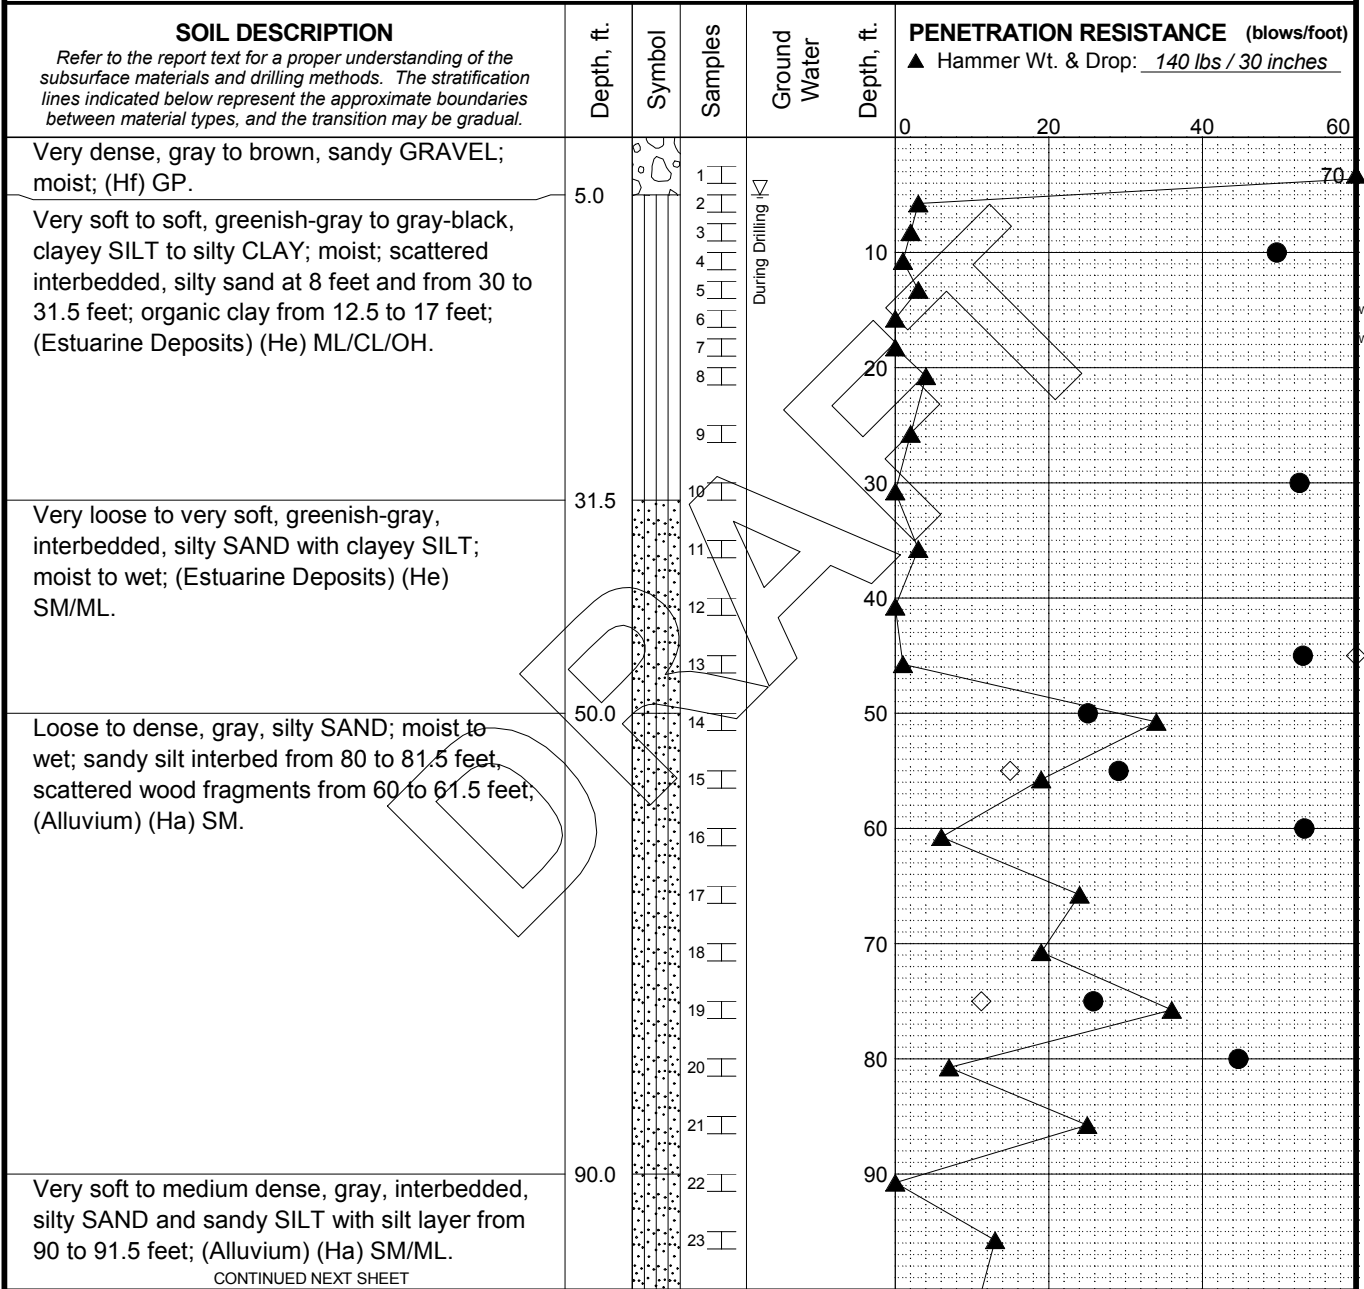 SOIL DESCRIPTION
Refer to the report text for a proper understanding of the
subsurface materials and drilling methods. The stratification
lines indicated below represent the approximate boundaries
between material types, and the transition may be gradual.
Depth, ft.
Symbol
Samples
Ground
Water
Depth, ft.
PENETRATION RESISTANCE (blows/foot)
▲ Hammer Wt. & Drop: 140 lbs / 30 inches
0 20 40 60
Very dense, gray to brown, sandy GRAVEL;
moist; (Hf) GP.
5.0
Very soft to soft, greenish-gray to gray-black,
clayey SILT to silty CLAY; moist; scattered
interbedded, silty sand at 8 feet and from 30 to
31.5 feet; organic clay from 12.5 to 17 feet;
(Estuarine Deposits) (He) ML/CL/OH.
31.5
Very loose to very soft, greenish-gray,
interbedded, silty SAND with clayey SILT;
moist to wet; (Estuarine Deposits) (He)
SM/ML.
50.0
Loose to dense, gray, silty SAND; moist to
wet; sandy silt interbed from 80 to 81.5 feet,
scattered wood fragments from 60 to 61.5 feet;
(Alluvium) (Ha) SM.
90.0
Very soft to medium dense, gray, interbedded,
silty SAND and sandy SILT with silt layer from
90 to 91.5 feet; (Alluvium) (Ha) SM/ML.
CONTINUED NEXT SHEET
1
2
3
4
5
6
7
8
9
10
11
12
13
14
15
16
17
18
19
20
21
22
23
During Drilling
10
20
30
40
50
60
70
80
90
70
DRAFT